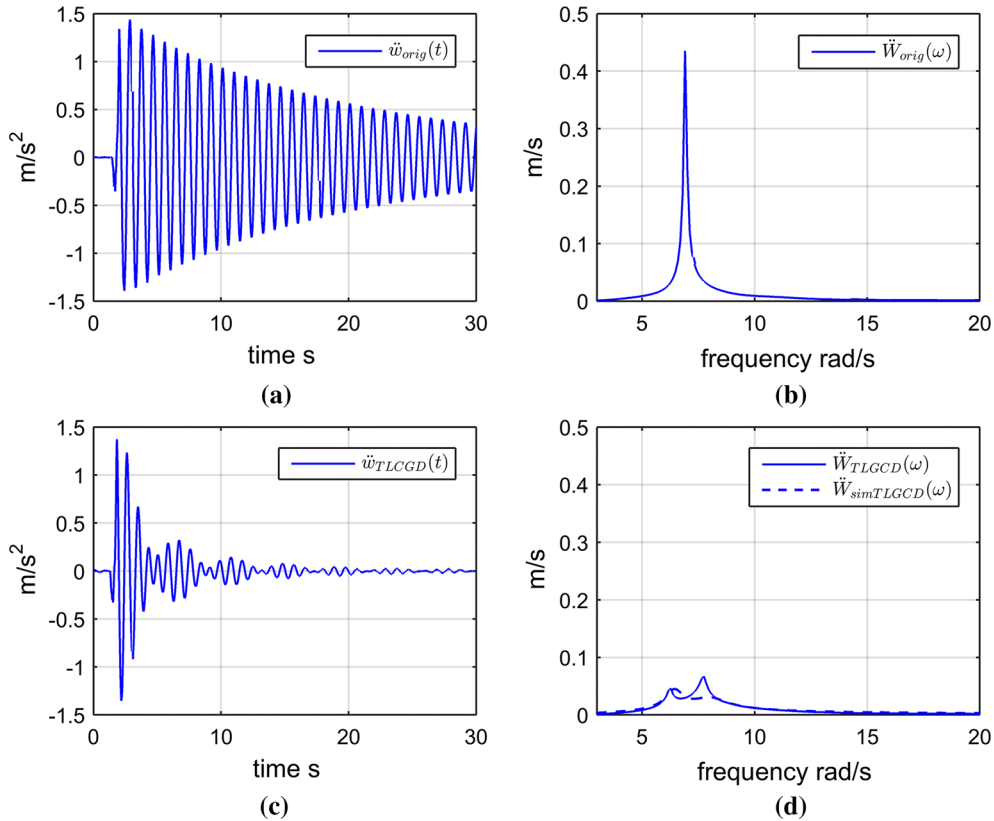 1.5
1
0.5
0
-0.5
-1
-1.5
m/s²
ẅorig(t)
0 10 20 30
time s
(a)
0.5
0.4
0.3
0.2
0.1
0
m/s
Ẅorig(ω)
5 10 15 20
frequency rad/s
(b)
1.5
1
0.5
0
-0.5
-1
-1.5
m/s²
ẅTLCGD(t)
0 10 20 30
time s
(c)
0.5
0.4
0.3
0.2
0.1
0
m/s
ẄTLGCD(ω)
ẄsimTLGCD(ω)
5 10 15 20
frequency rad/s
(d)